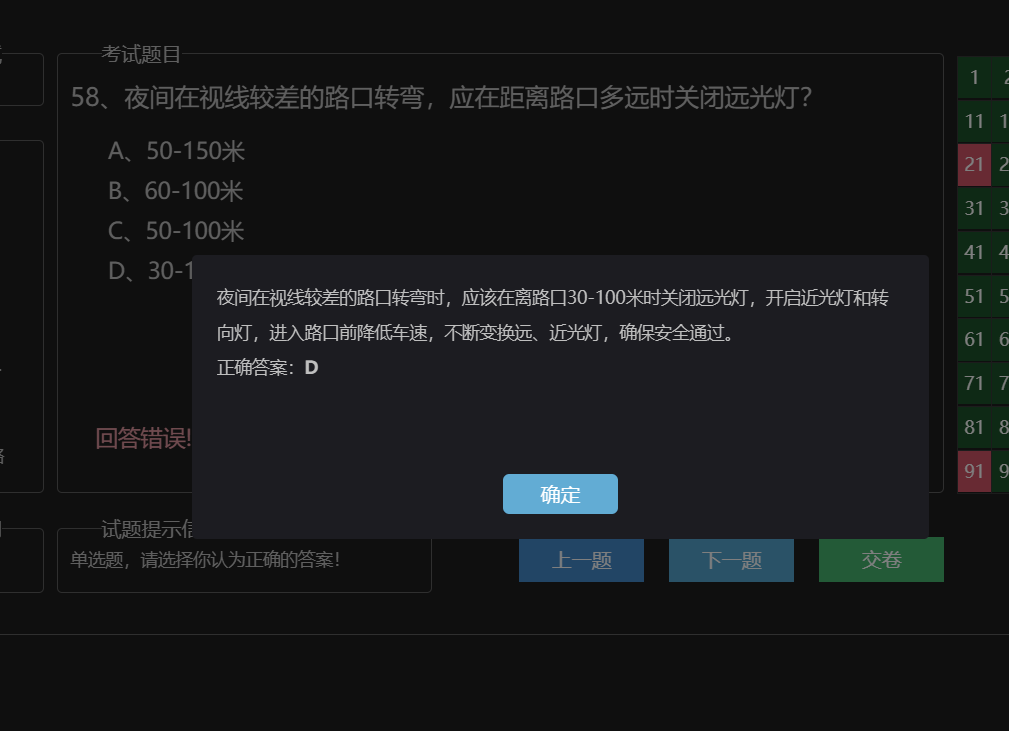 考试题目
58、夜间在视线较差的路口转弯，应在距离路口多远时关闭远光灯？
A、50-150米
B、60-100米
C、50-100米
D、30-1
夜间在视线较差的路口转弯时，应该在离路口30-100米时关闭远光灯，开启近光灯和转
向灯，进入路口前降低车速，不断变换远、近光灯，确保安全通过。
正确答案：D
回答错误!
确定
试题提示信
单选题，请选择你认为正确的答案!
上一题
下一题
交卷
1 2
11 1
21 2
31 3
41 4
51 5
61 6
71 7
81 8
91 9